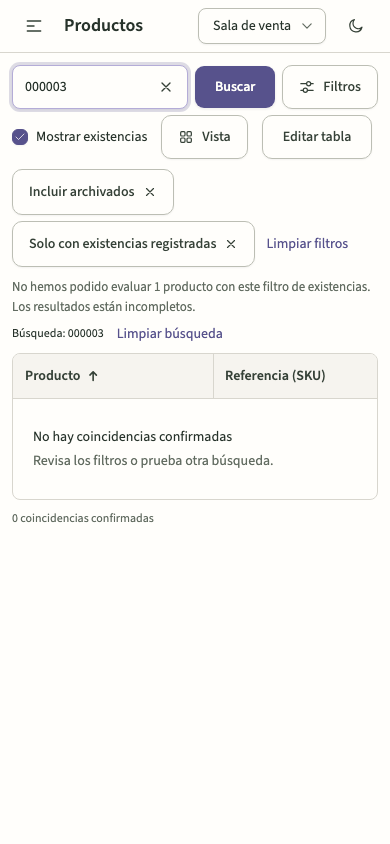 Productos
Sala de venta
000003
Buscar
Filtros
Mostrar existencias
Vista
Editar tabla
Incluir archivados
Solo con existencias registradas
Limpiar filtros
No hemos podido evaluar 1 producto con este filtro de existencias.
Los resultados están incompletos.
Búsqueda: 000003
Limpiar búsqueda
Producto
Referencia (SKU)
No hay coincidencias confirmadas
Revisa los filtros o prueba otra búsqueda.
0 coincidencias confirmadas